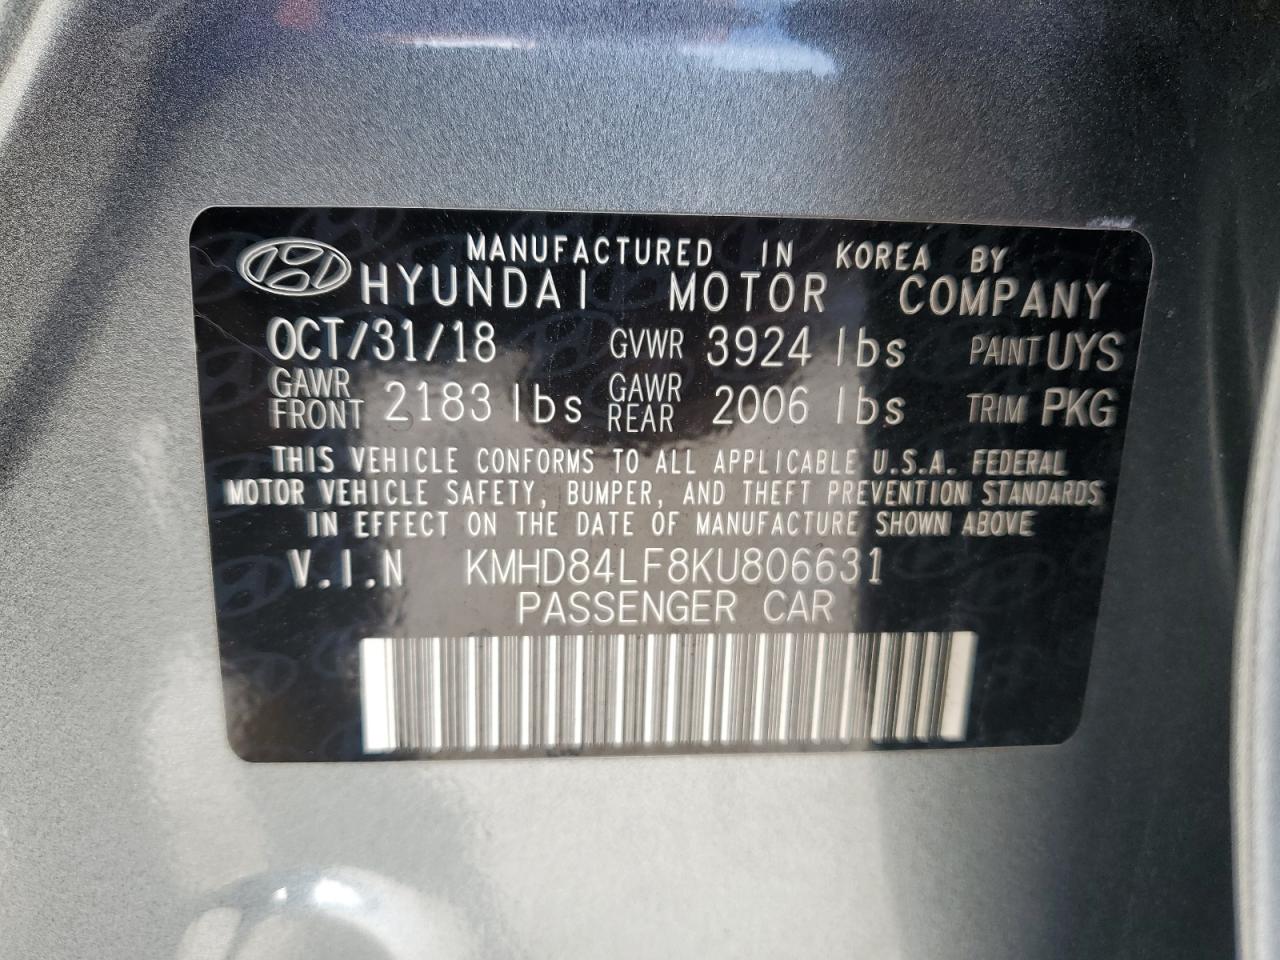 MANUFACTURED IN KOREA BY
HYUNDAI MOTOR COMPANY
OCT/31/18 GVWR 3924 lbs PAINT UYS
GAWR FRONT 2183 lbs GAWR REAR 2006 lbs TRIM PKG
THIS VEHICLE CONFORMS TO ALL APPLICABLE U.S.A. FEDERAL
MOTOR VEHICLE SAFETY, BUMPER, AND THEFT PREVENTION STANDARDS
IN EFFECT ON THE DATE OF MANUFACTURE SHOWN ABOVE
V.I.N KMHD84LF8KU806631
PASSENGER CAR